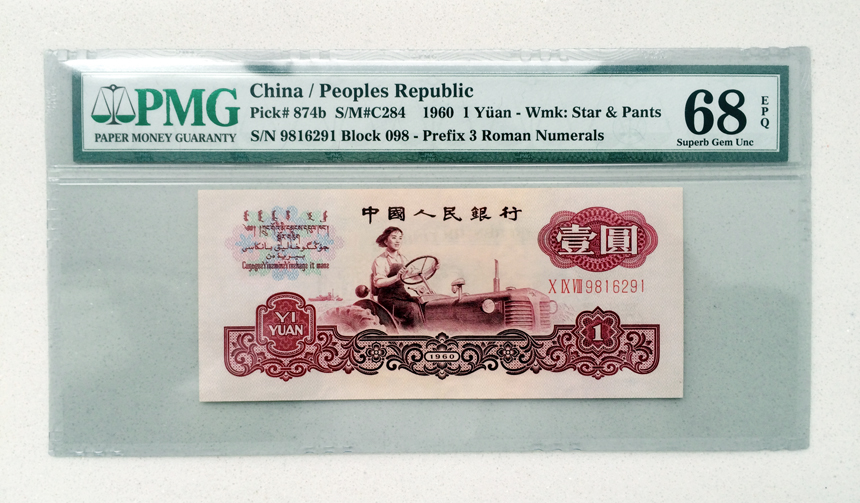 PMG
PAPER MONEY GUARANTY
China / Peoples Republic
Pick# 874b S/M#C284 1960 1 Yüan - Wmk: Star & Pants
S/N 9816291 Block 098 - Prefix 3 Roman Numerals
68
Superb Gem Unc
EPQ
中國人民銀行
壹圓
X IX VIII 9816291
YI
YUAN
1960
1